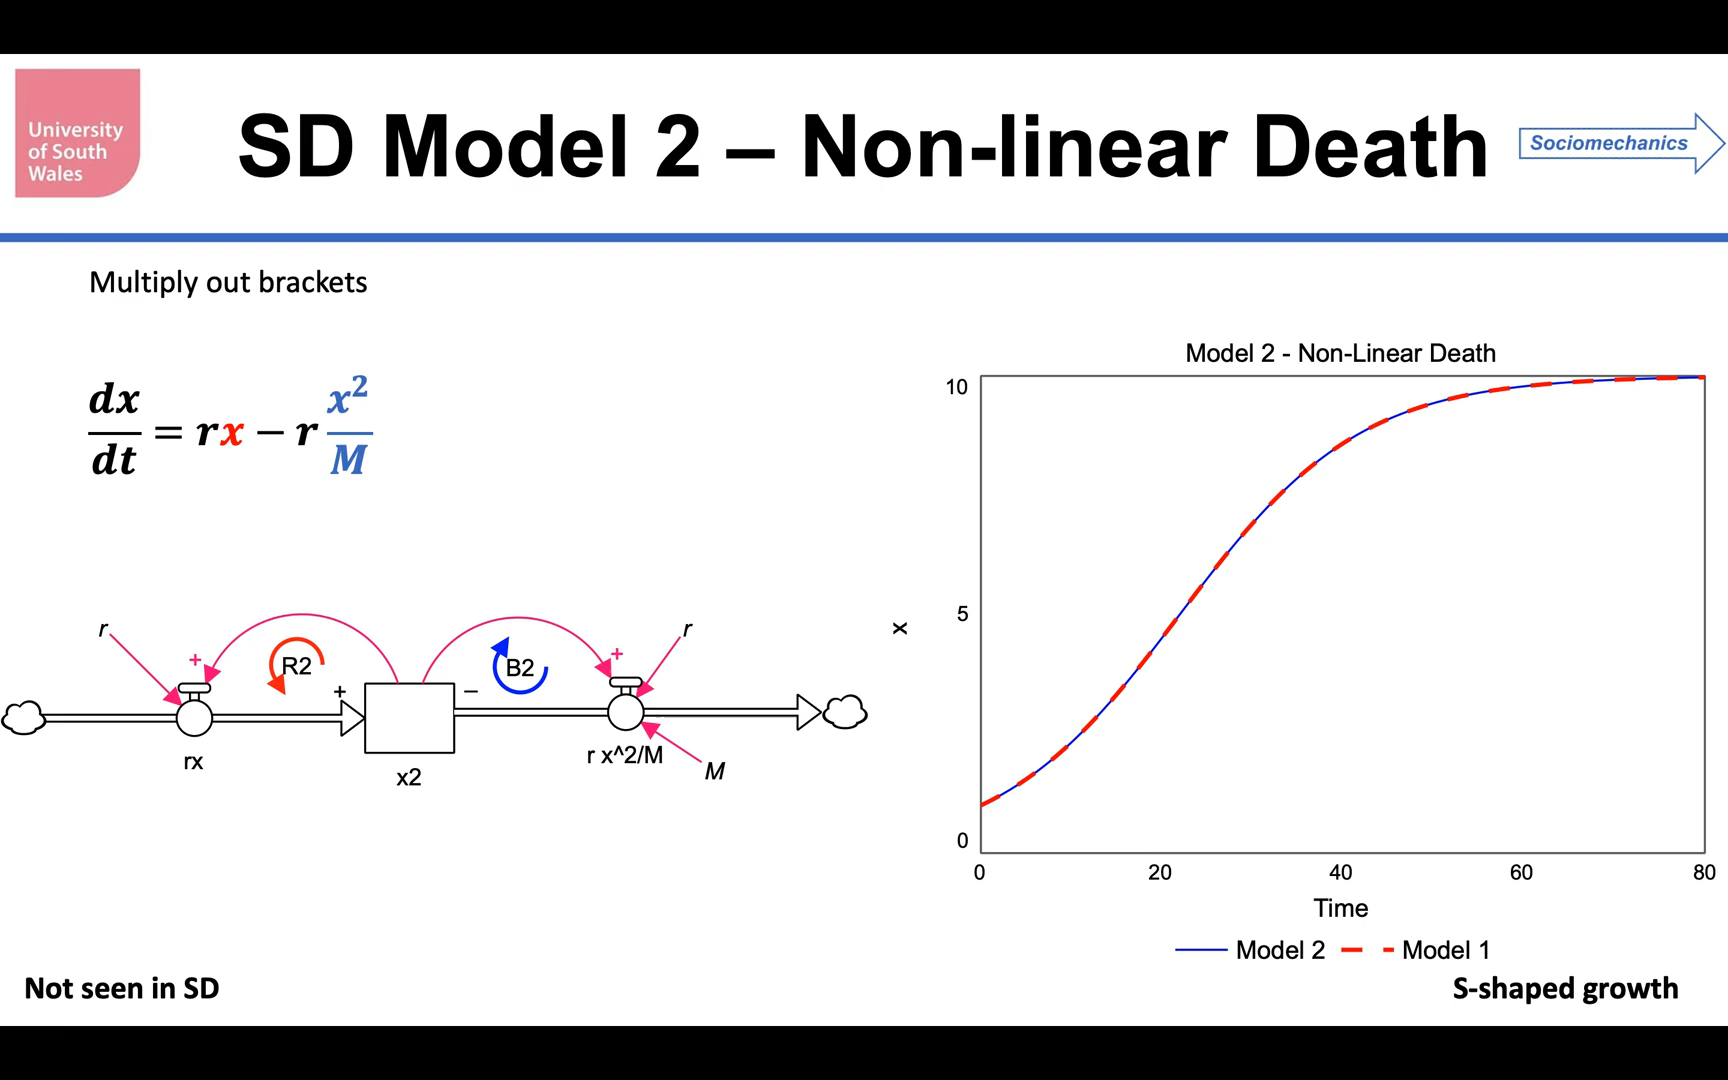 University
of South
Wales
SD Model 2 – Non-linear Death
Sociomechanics
Multiply out brackets
dx/dt = rx − r x²/M
r
+
R2
+
−
B2
+
r
rx
x2
r x^2/M
M
Model 2 - Non-Linear Death
10
5
0
x
0 20 40 60 80
Time
Model 2 Model 1
Not seen in SD
S-shaped growth